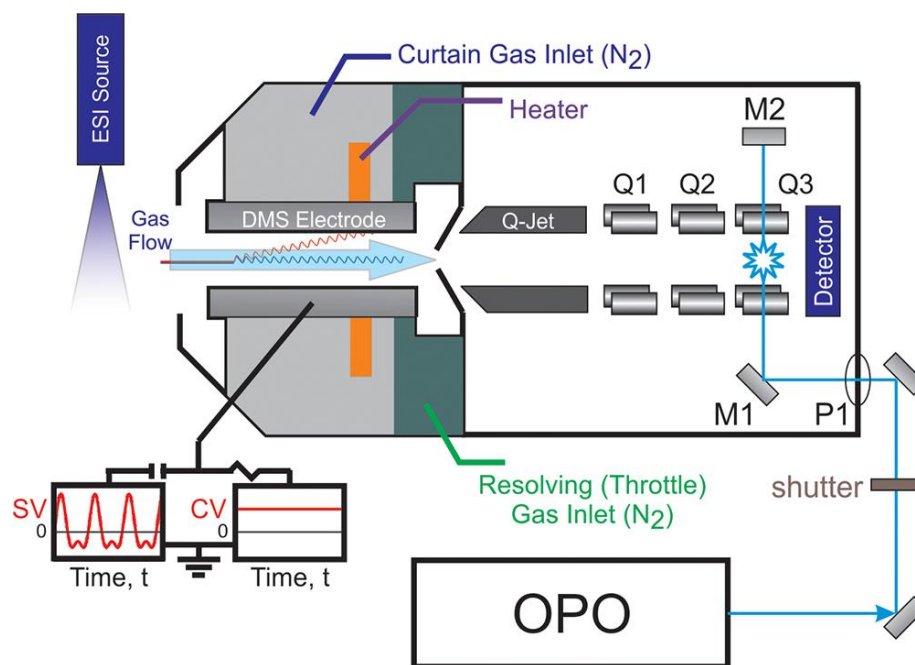 ESI Source
Curtain Gas Inlet (N2)
Heater
M2
Q1
Q2
Q3
DMS Electrode
Q-Jet
Gas
Flow
Detector
M1
P1
SV
0
CV
0
Time, t
Time, t
Resolving (Throttle)
Gas Inlet (N2)
shutter
OPO